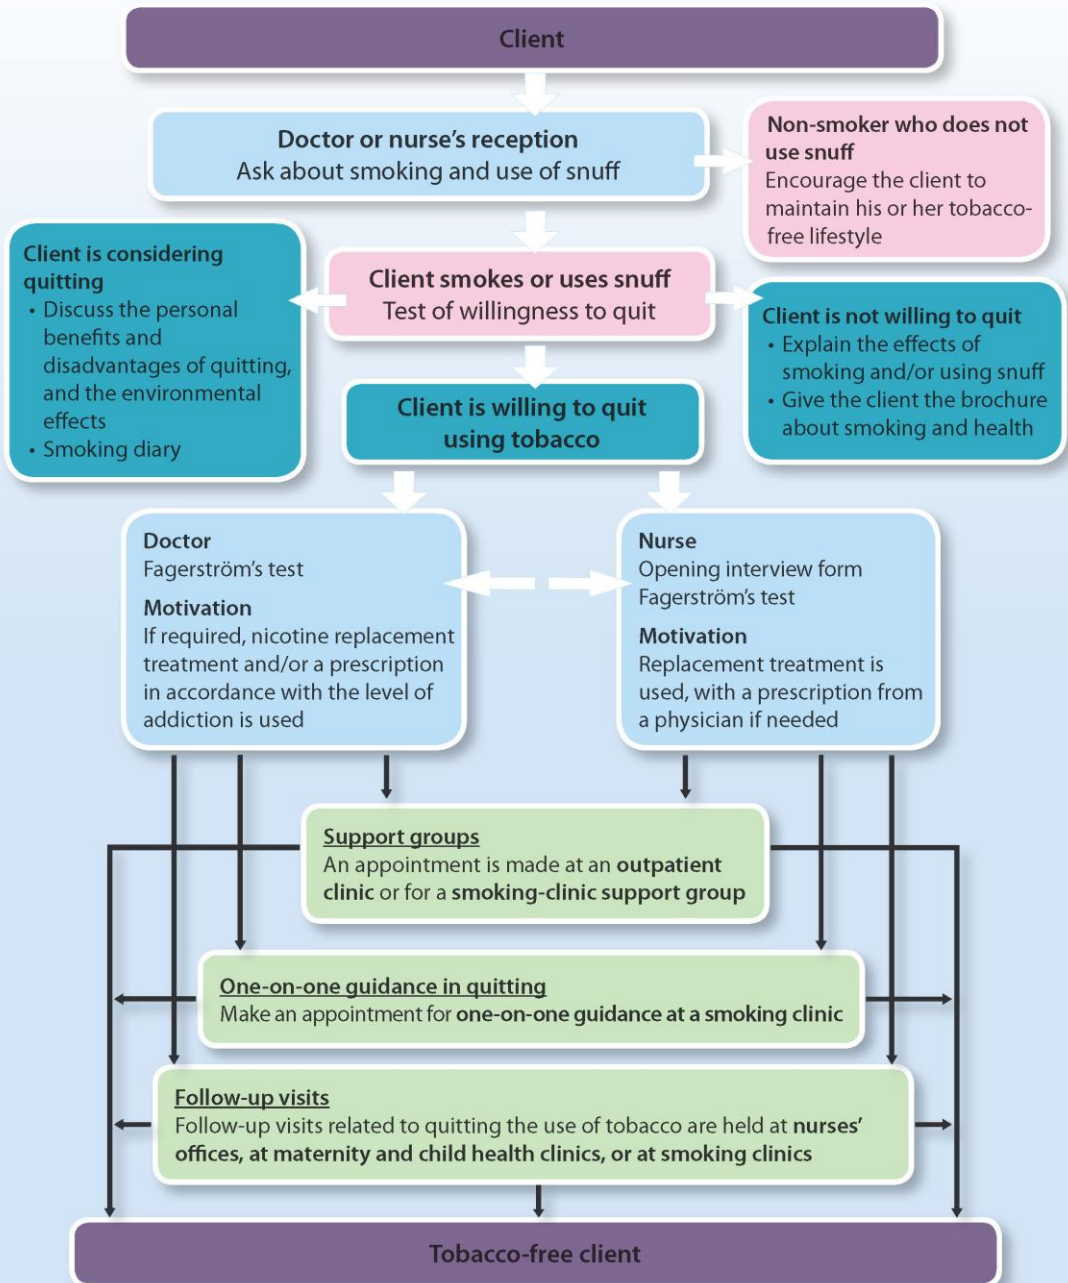 Client
Doctor or nurse's reception
Ask about smoking and use of snuff
Non-smoker who does not
use snuff
Encourage the client to
maintain his or her tobacco-
free lifestyle
Client is considering
quitting
• Discuss the personal
benefits and
disadvantages of quitting,
and the environmental
effects
• Smoking diary
Client smokes or uses snuff
Test of willingness to quit
Client is not willing to quit
• Explain the effects of
smoking and/or using snuff
• Give the client the brochure
about smoking and health
Client is willing to quit
using tobacco
Doctor
Fagerström's test
Motivation
If required, nicotine replacement
treatment and/or a prescription
in accordance with the level of
addiction is used
Nurse
Opening interview form
Fagerström's test
Motivation
Replacement treatment is
used, with a prescription from
a physician if needed
Support groups
An appointment is made at an outpatient
clinic or for a smoking-clinic support group
One-on-one guidance in quitting
Make an appointment for one-on-one guidance at a smoking clinic
Follow-up visits
Follow-up visits related to quitting the use of tobacco are held at nurses'
offices, at maternity and child health clinics, or at smoking clinics
Tobacco-free client